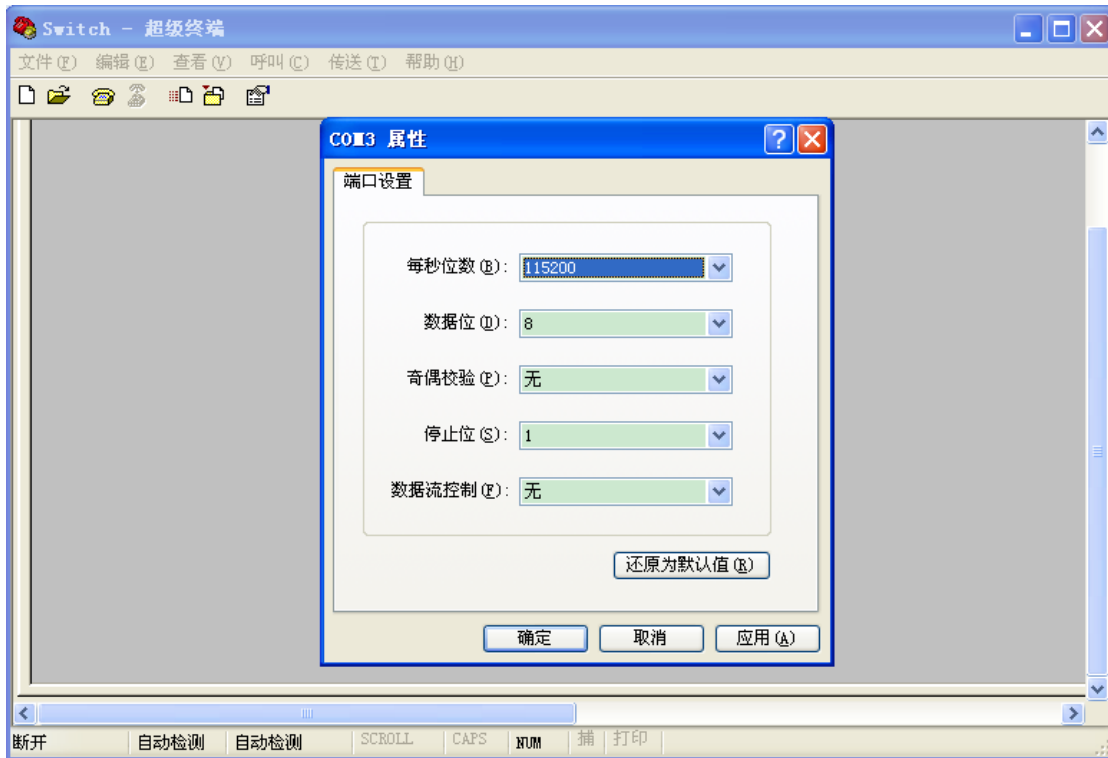 Switch - 超级终端
文件(F) 编辑(E) 查看(V) 呼叫(C) 传送(T) 帮助(H)
COM3 属性
端口设置
每秒位数(B): 115200
数据位(D): 8
奇偶校验(P): 无
停止位(S): 1
数据流控制(F): 无
还原为默认值(R)
确定 取消 应用(A)
断开 自动检测 自动检测 SCROLL CAPS NUM 捕 打印